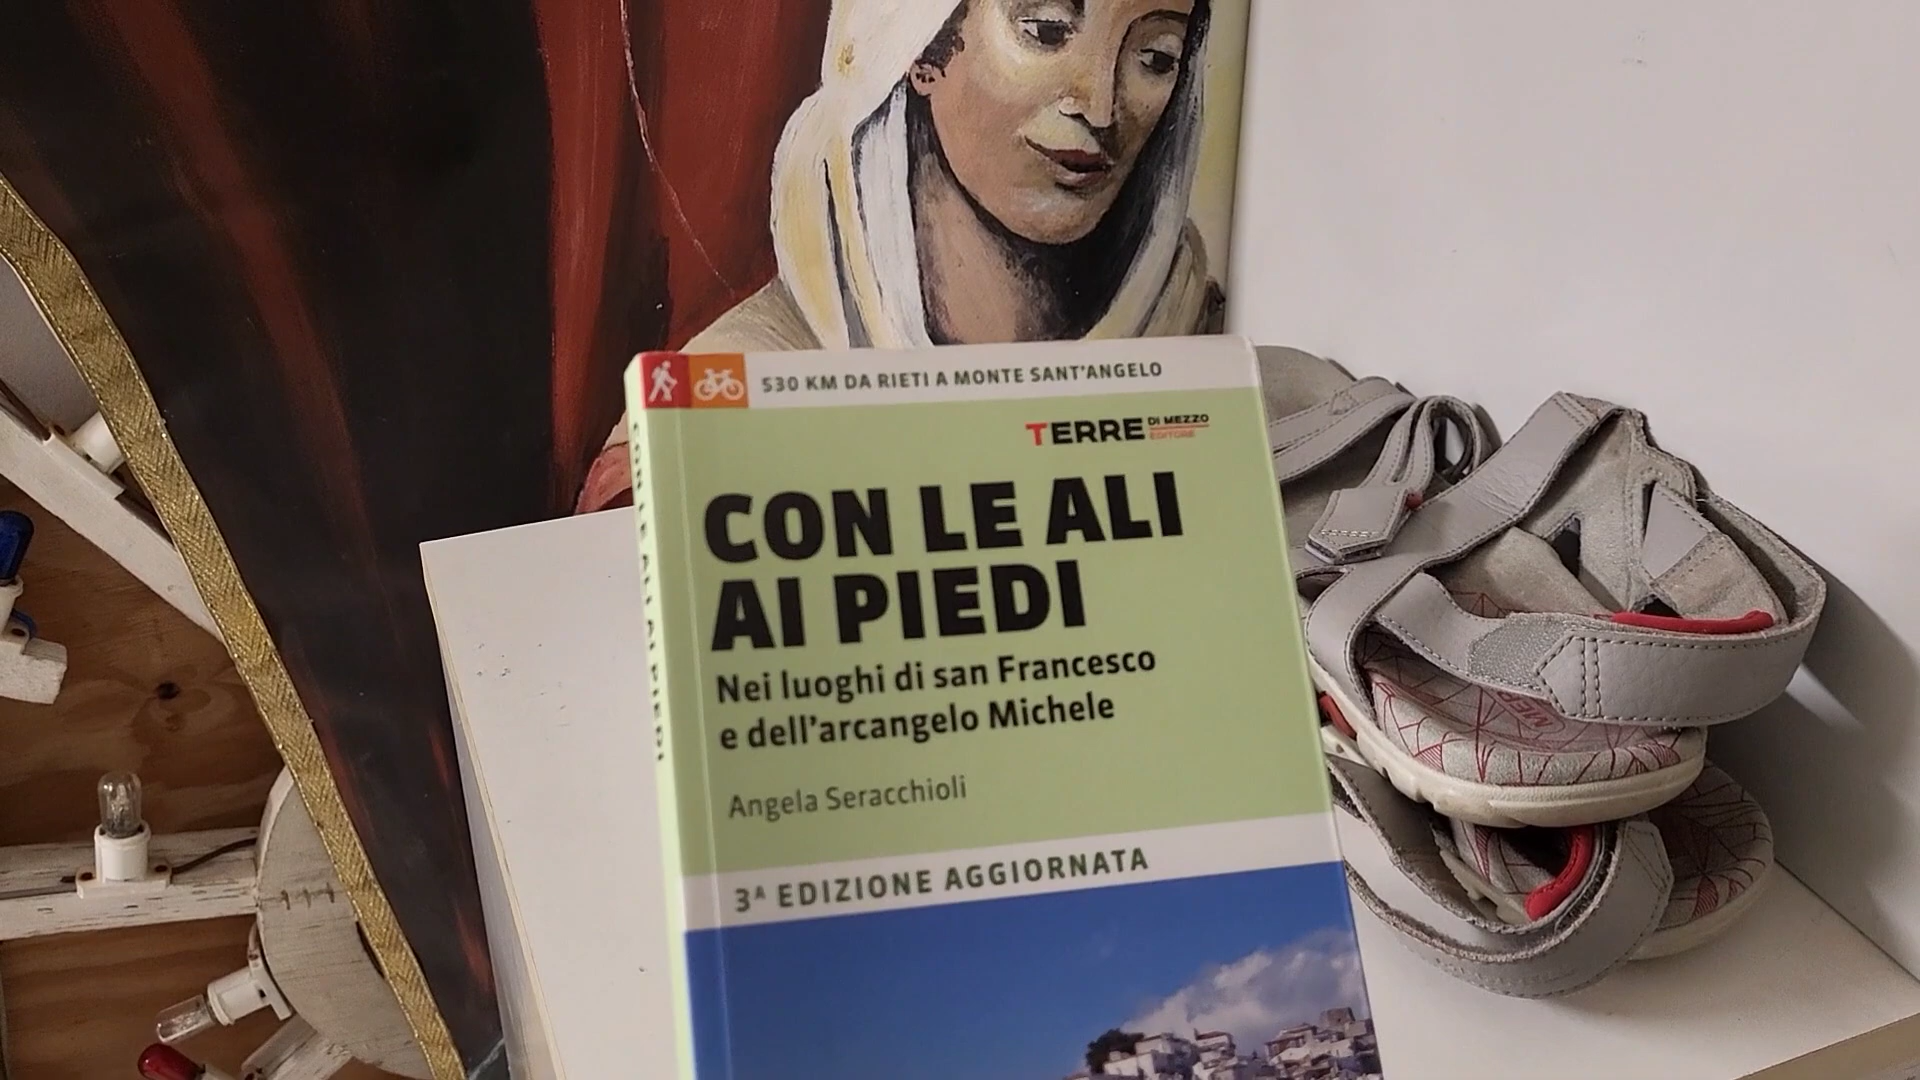 530 KM DA RIETI A MONTE SANT'ANGELO
TERRE DI MEZZO
EDITORE
CON LE ALI
AI PIEDI
Nei luoghi di san Francesco
e dell'arcangelo Michele
Angela Seracchioli
3ᴬ EDIZIONE AGGIORNATA
CON LE ALI AI PIEDI